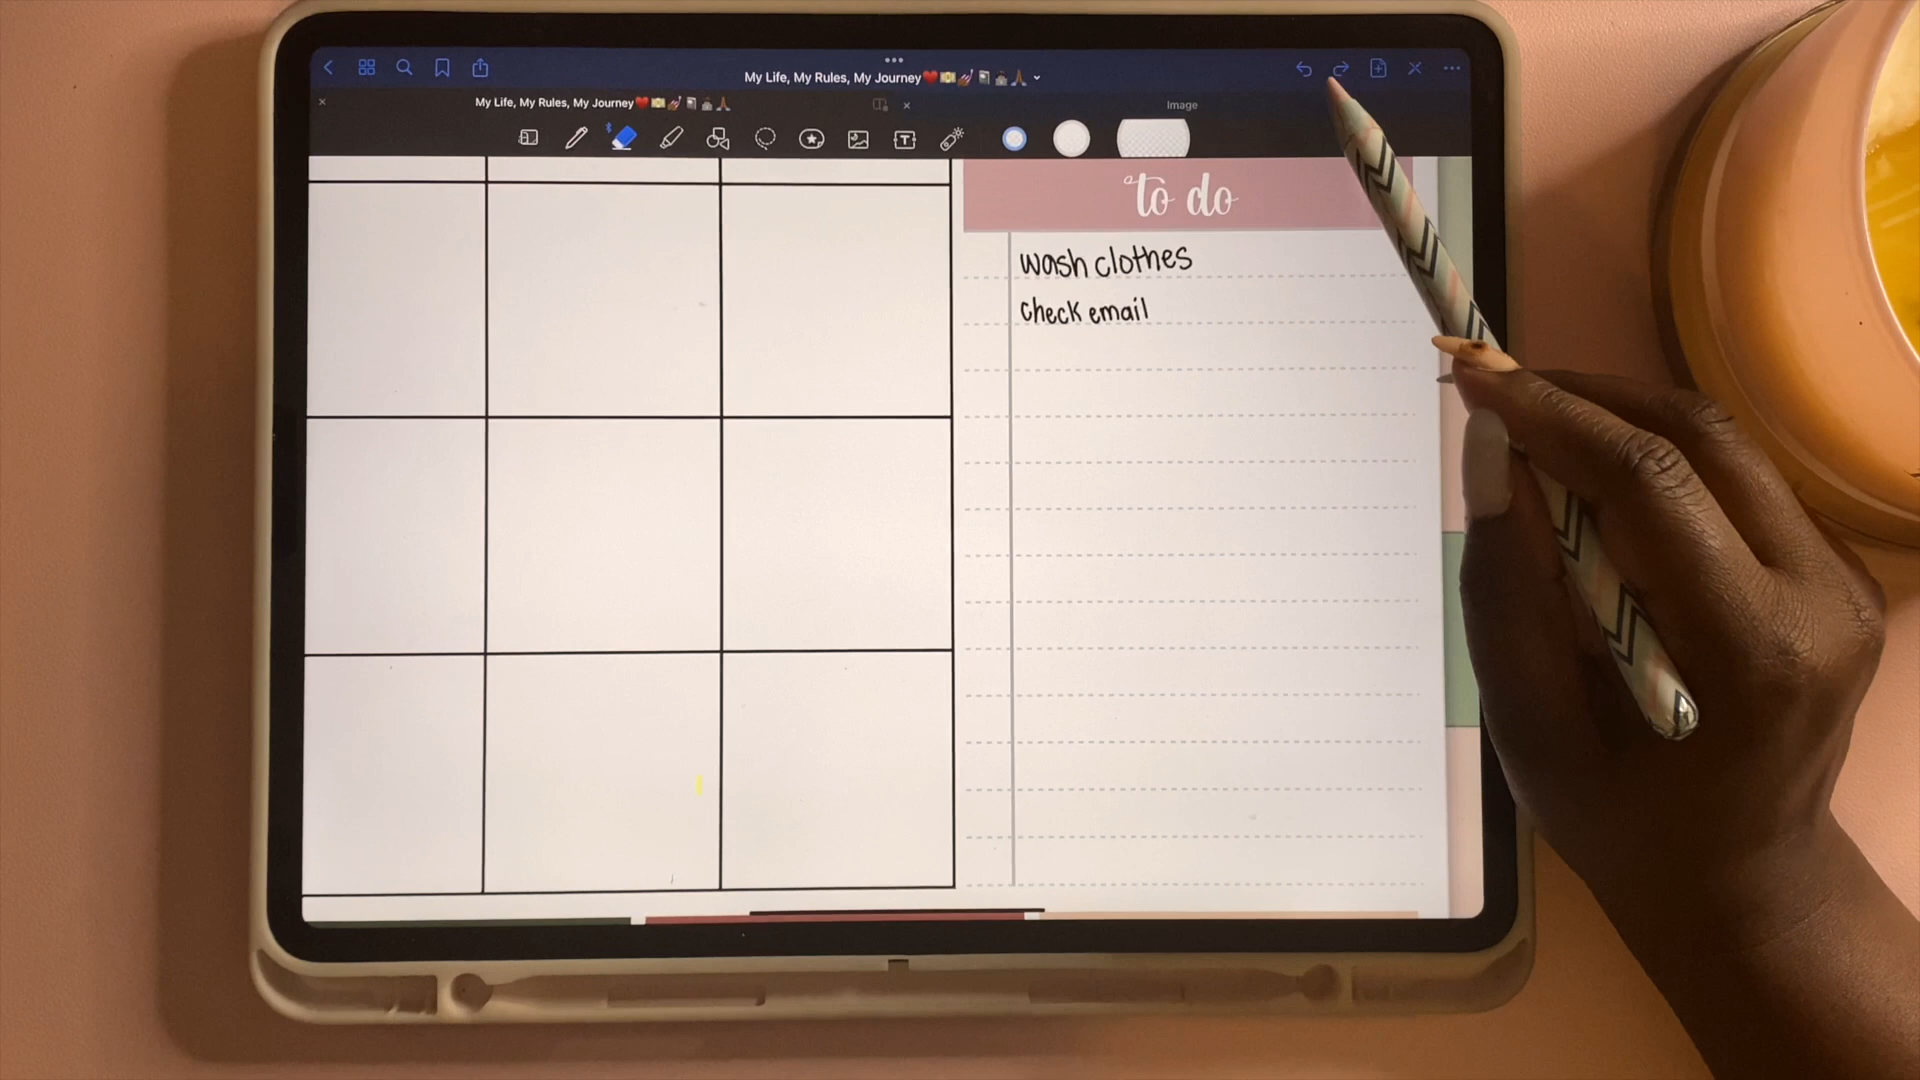 My Life, My Rules, My Journey❤️💵💅🏾📓👩🏿‍🎓🙏🏾
My Life, My Rules, My Journey❤️💵💅🏾📓👩🏿‍🎓🙏🏾
Image
T
to do
wash clothes
check email